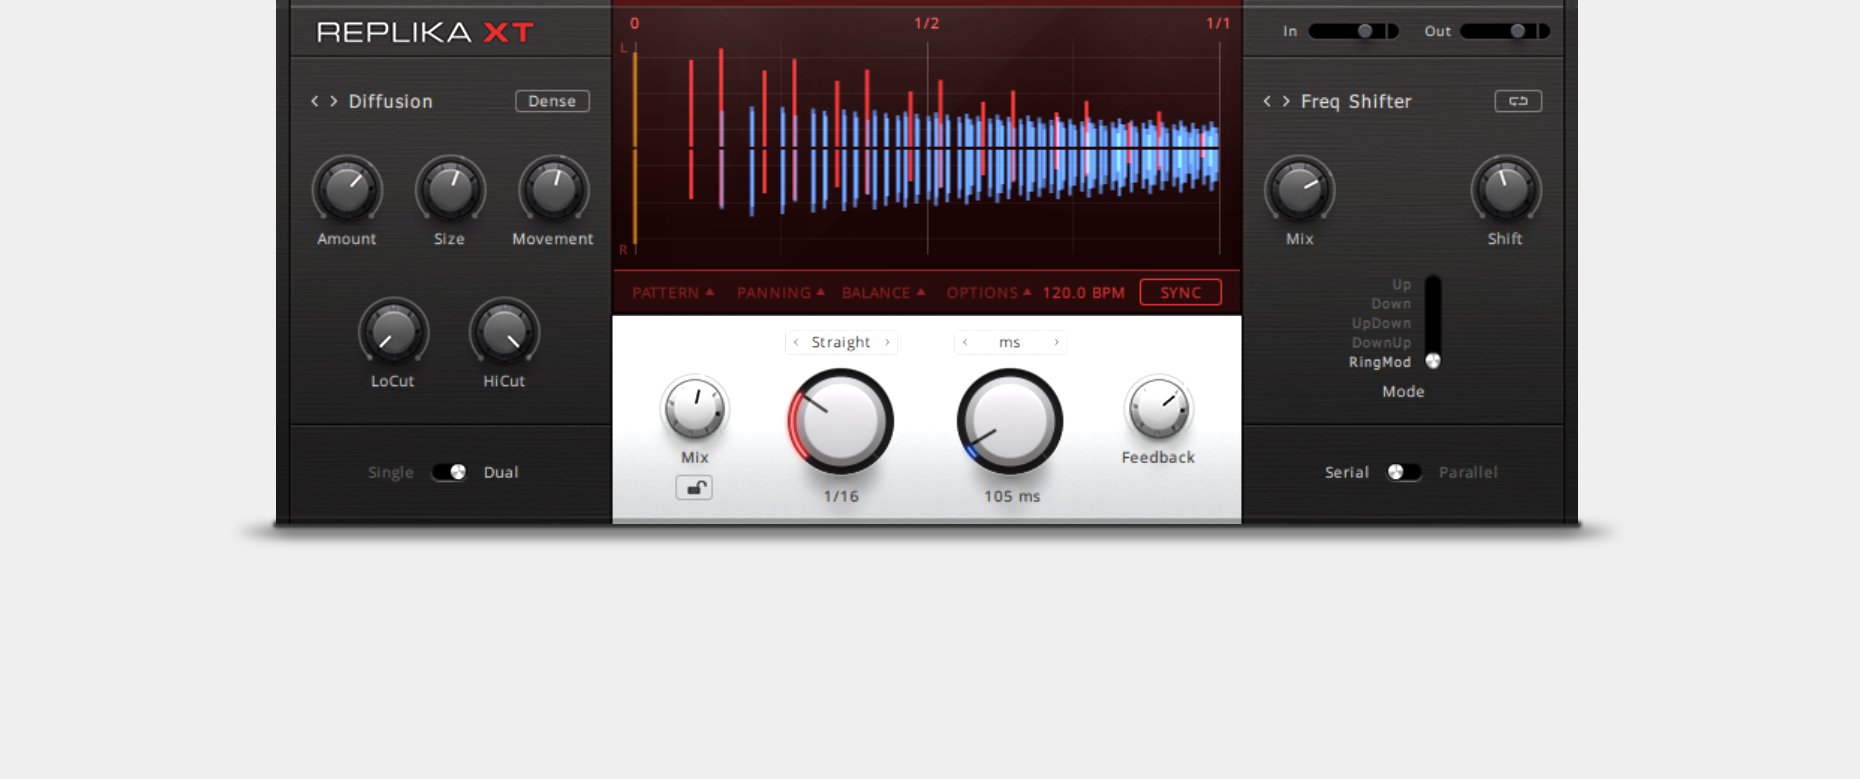 REPLIKA XT
0 1/2 1/1
In Out
L
Diffusion Dense
Freq Shifter
Amount Size Movement
Mix Shift
R
PATTERN PANNING BALANCE OPTIONS 120.0 BPM SYNC
Up
Down
UpDown
DownUp
RingMod
Mode
Straight ms
LoCut HiCut
Mix Feedback
1/16 105 ms
Single Dual
Serial Parallel